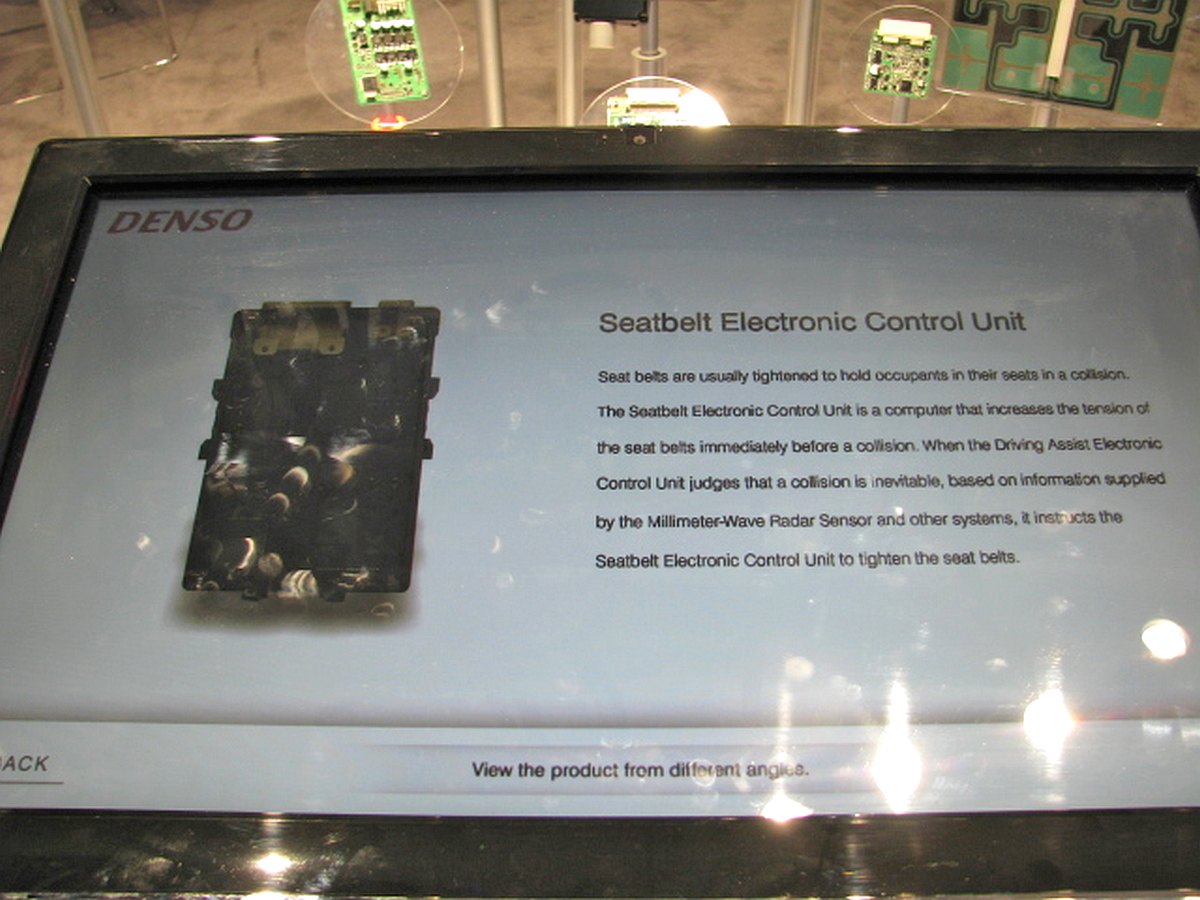 DENSO
Seatbelt Electronic Control Unit
Seat belts are usually tightened to hold occupants in their seats in a collision.
The Seatbelt Electronic Control Unit is a computer that increases the tension of
the seat belts immediately before a collision. When the Driving Assist Electronic
Control Unit judges that a collision is inevitable, based on information supplied
by the Millimeter-Wave Radar Sensor and other systems, it instructs the
Seatbelt Electronic Control Unit to tighten the seat belts.
ACK
View the product from different angles.